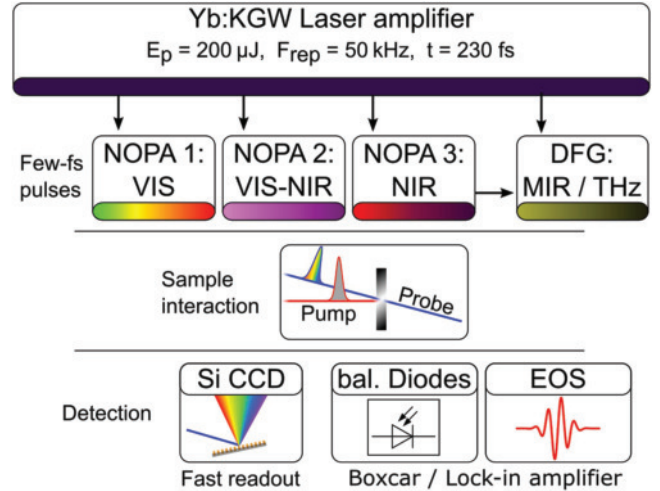 Yb:KGW Laser amplifier
Ep = 200 µJ, Frep = 50 kHz, t = 230 fs
Few-fs
pulses
NOPA 1:
VIS
NOPA 2:
VIS-NIR
NOPA 3:
NIR
DFG:
MIR / THz
Sample
interaction
Pump
Probe
Detection
Si CCD
Fast readout
bal. Diodes
EOS
Boxcar / Lock-in amplifier